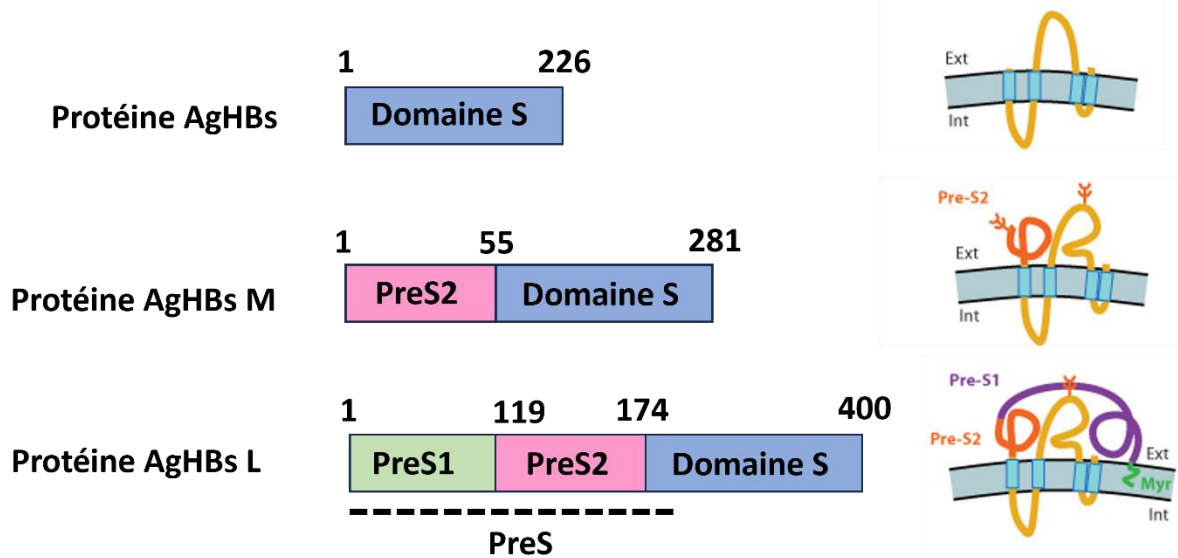 1 226
Protéine AgHBs
Domaine S
Ext
Int
1 55 281
Protéine AgHBs M
PreS2 Domaine S
Pre-S2
Ext
Int
1 119 174 400
Protéine AgHBs L
PreS1 PreS2 Domaine S
PreS
Pre-S1
Pre-S2
Ext
Myr
Int